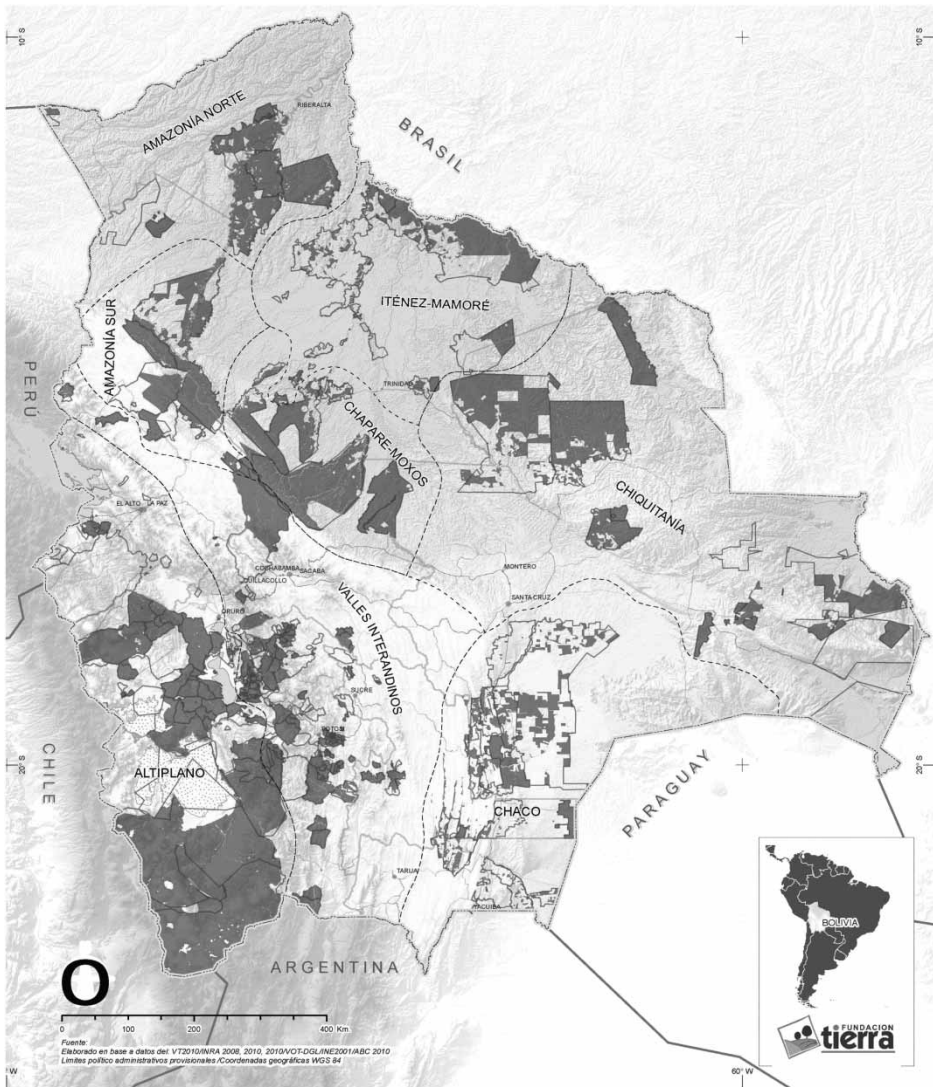 10° S
10° S
RIBERALTA
AMAZONÍA NORTE
BRASIL
ITÉNEZ-MAMORÉ
AMAZONÍA SUR
PERÚ
TRINIDAD
CHAPARE-MOXOS
CHIQUITANÍA
EL ALTO
LA PAZ
COCHABAMBA
SACABA
QUILLACOLLO
MONTERO
SANTA CRUZ
ORURO
VALLES INTERANDINOS
SUCRE
POTOSÍ
CHILE
20° S
20° S
ALTIPLANO
CHACO
PARAGUAY
TARIJA
YACUIBA
BOLIVIA
ARGENTINA
O
0 100 200 400 Km.
FUNDACION
tierra
Fuente:
Elaborado en base a datos del: VT2010/INRA 2008, 2010, 2010/VOT-DGL/INE2001/ABC 2010
Límites político administrativos provisionales /Coordenadas geográficas WGS 84
60° W